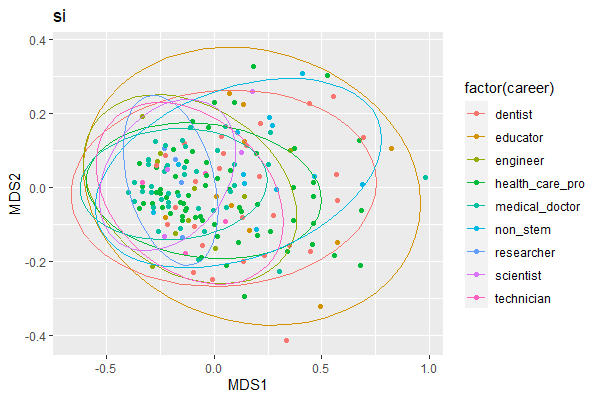 si
0.4
0.2
0.0
-0.2
-0.4
MDS2
-0.5
0.0
0.5
1.0
MDS1
factor(career)
dentist
educator
engineer
health_care_pro
medical_doctor
non_stem
researcher
scientist
technician